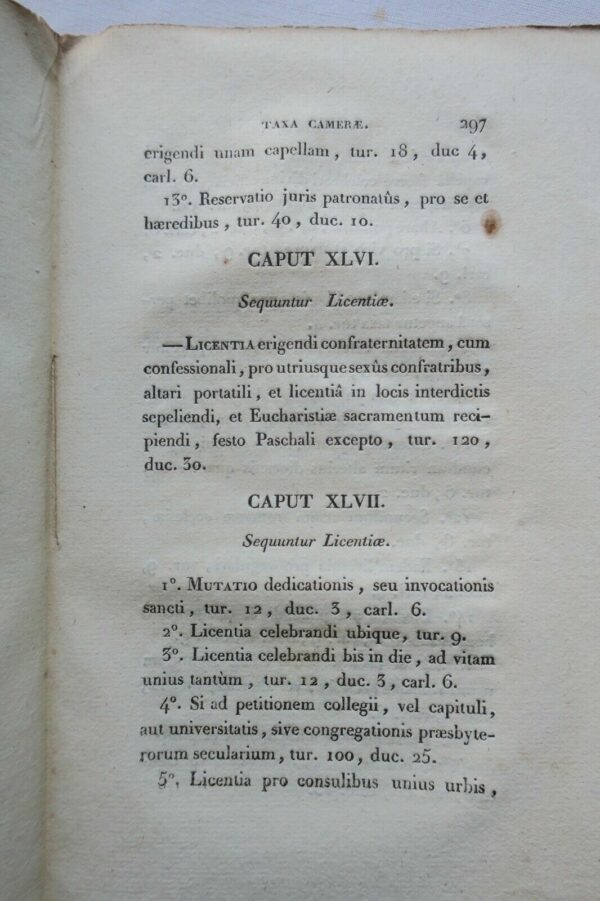 TAXA CAMERÆ. 297
erigendi unam capellam, tur. 18, duc 4,
carl. 6.
13°. Reservatio juris patronatûs, pro se et
hæredibus, tur. 40, duc. 10.
CAPUT XLVI.
Sequuntur Licentiæ.
—LICENTIA erigendi confraternitatem, cum
confessionali, pro utriusque sexûs confratribus,
altari portatili, et licentiâ in locis interdictis
sepeliendi, et Eucharistiæ sacramentum reci-
piendi, festo Paschali excepto, tur. 120,
duc. 30.
CAPUT XLVII.
Sequuntur Licentiæ.
1°. MUTATIO dedicationis, seu invocationis
sancti, tur. 12, duc. 3, carl. 6.
2°. Licentia celebrandi ubique, tur. 9.
3°. Licentia celebrandi bis in die, ad vitam
unius tantùm, tur. 12, duc. 3, carl. 6.
4°. Si ad petitionem collegii, vel capituli,
aut universitatis, sive congregationis præsbyte-
rorum secularium, tur. 100, duc. 25.
5°. Licentia pro consulibus unius urbis,